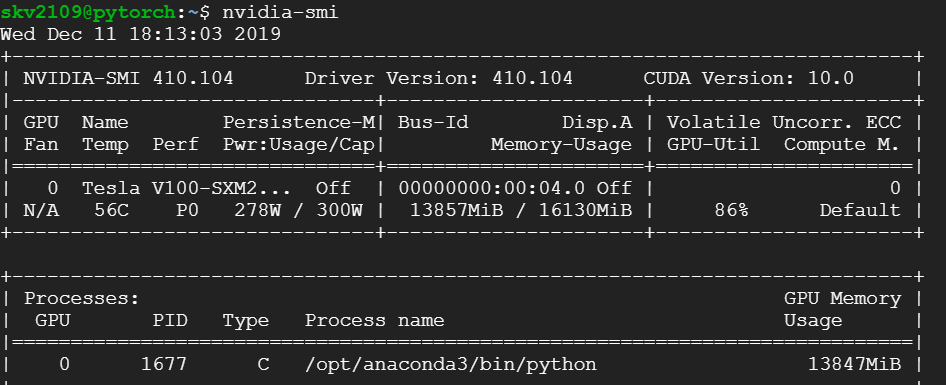 skv2109@pytorch:~$ nvidia-smi
Wed Dec 11 18:13:03 2019
+-----------------------------------------------------------------------------+
| NVIDIA-SMI 410.104      Driver Version: 410.104      CUDA Version: 10.0     |
|-------------------------------+----------------------+----------------------+
| GPU  Name        Persistence-M| Bus-Id        Disp.A | Volatile Uncorr. ECC |
| Fan  Temp  Perf  Pwr:Usage/Cap|         Memory-Usage | GPU-Util  Compute M. |
|===============================+======================+======================|
|   0  Tesla V100-SXM2...  Off  | 00000000:00:04.0 Off |                    0 |
| N/A   56C    P0   278W / 300W |  13857MiB / 16130MiB |     86%      Default |
+-------------------------------+----------------------+----------------------+

+-----------------------------------------------------------------------------+
| Processes:                                                       GPU Memory |
|  GPU       PID   Type   Process name                             Usage      |
|=============================================================================|
|    0      1677      C   /opt/anaconda3/bin/python                  13847MiB |